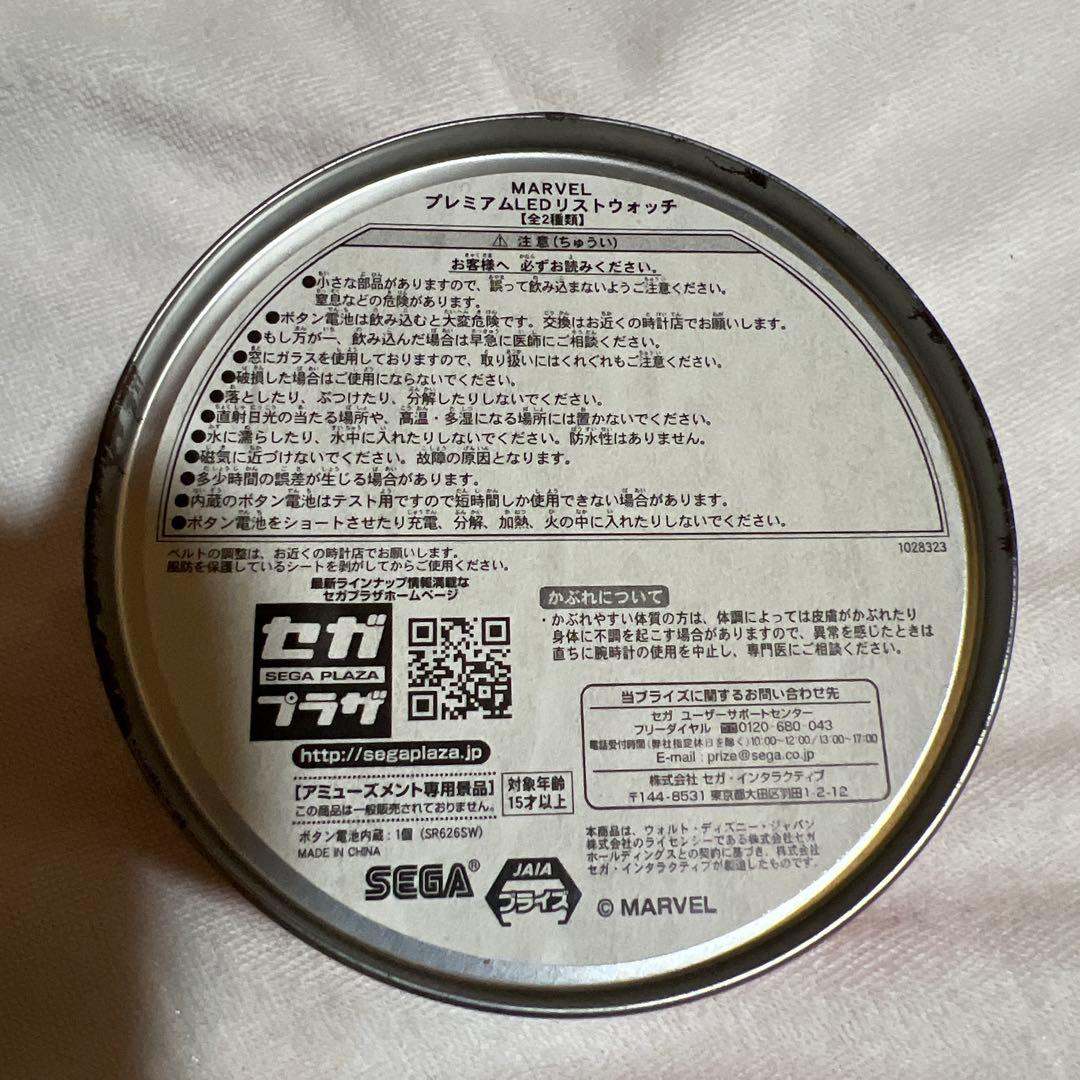 MARVEL
プレミアムLEDリストウォッチ
【全2種類】
⚠ 注意(ちゅうい)
お客様へ 必ずお読みください。
●小さな部品がありますので、誤って飲み込まないようご注意ください。
窒息などの危険があります。
●ボタン電池は飲み込むと大変危険です。交換はお近くの時計店でお願いします。
●もし万が一、飲み込んだ場合は早急に医師にご相談ください。
●窓にガラスを使用しておりますので、取り扱いにはくれぐれもご注意ください。
●破損した場合はご使用にならないでください。
●落としたり、ぶつけたり、分解したりしないでください。
●直射日光の当たる場所や、高温・多湿になる場所には置かないでください。
●水に濡らしたり、水中に入れたりしないでください。防水性はありません。
●磁気に近づけないでください。故障の原因となります。
●多少時間の誤差が生じる場合があります。
●内蔵のボタン電池はテスト用ですので短時間しか使用できない場合があります。
●ボタン電池をショートさせたり充電、分解、加熱、火の中に入れたりしないでください。
1028323
ベルトの調整は、お近くの時計店でお願いします。
風防を保護しているシートを剥がしてからご使用ください。
最新ラインナップ情報満載な
セガプラザホームページ
セガ
SEGA PLAZA
プラザ
http://segaplaza.jp
【アミューズメント専用景品】
この商品は一般販売されておりません。
対象年齢
15才以上
ボタン電池内蔵:1個 (SR626SW)
MADE IN CHINA
かぶれについて
・かぶれやすい体質の方は、体調によっては皮膚がかぶれたり
身体に不調を起こす場合がありますので、異常を感じたときは
直ちに腕時計の使用を中止し、専門医にご相談ください。
当プライズに関するお問い合わせ先
セガ ユーザーサポートセンター
フリーダイヤル 0120-680-043
電話受付時間(弊社指定休日を除く)10:00~12:00/13:00~17:00
E-mail : prize@sega.co.jp
株式会社 セガ・インタラクティブ
〒144-8531 東京都大田区羽田1-2-12
本商品は、ウォルト・ディズニー・ジャパン
株式会社のライセンシーである株式会社セガ
ホールディングスとの契約に基づき、株式会社
セガ・インタラクティブが製造したものです。
SEGA®
JAIA
プライズ
© MARVEL